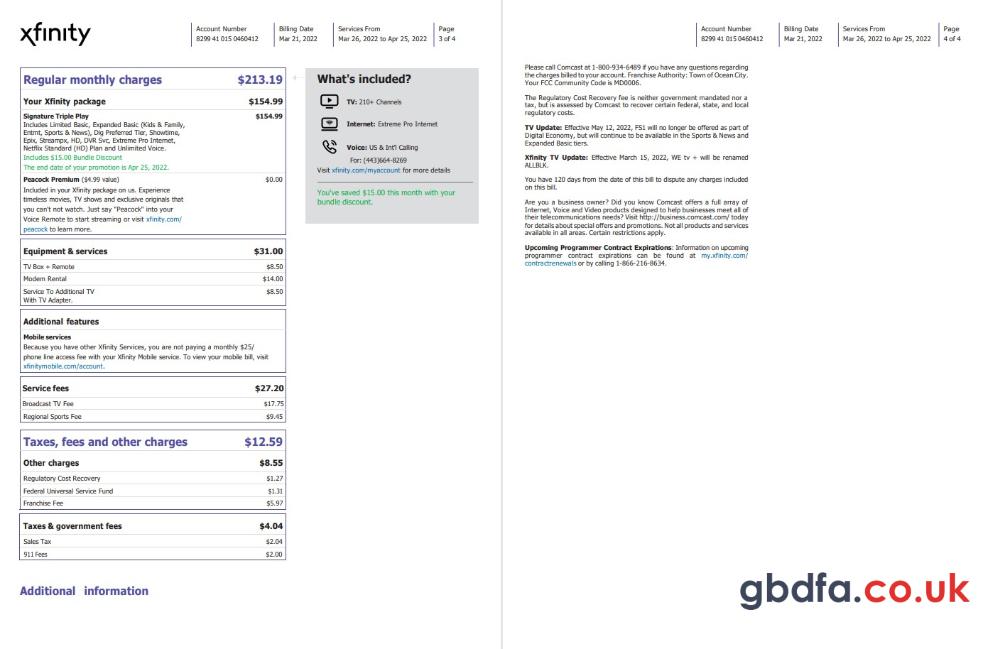 xfinity
Account Number
8299 41 015 0460412
Billing Date
Mar 21, 2022
Services From
Mar 26, 2022 to Apr 25, 2022
Page
3 of 4
Regular monthly charges $213.19
Your Xfinity package $154.99
Signature Triple Play $154.99
Includes Limited Basic, Expanded Basic (Kids & Family,
Entmt, Sports & News), Dig Preferred Tier, Showtime,
Epix, Streampx, HD, DVR Svc, Extreme Pro Internet,
Netflix Standard (HD) Plan and Unlimited Voice.
Includes $15.00 Bundle Discount
The end date of your promotion is Apr 25, 2022.
Peacock Premium ($4.99 value) $0.00
Included in your Xfinity package on us. Experience
timeless movies, TV shows and exclusive originals that
you can't watch. Just say "Peacock" into your
Voice Remote to start streaming or visit xfinity.com/
peacock to learn more.
Equipment & services $31.00
TV Box + Remote $8.50
Modem Rental $14.00
Service To Additional TV $8.50
With TV Adapter.
Additional features
Mobile services
Because you have other Xfinity Services, you are not paying a monthly $25/
phone line access fee with your Xfinity Mobile service. To view your mobile bill, visit
xfinitymobile.com/account.
Service fees $27.20
Broadcast TV Fee $17.75
Regional Sports Fee $9.45
Taxes, fees and other charges $12.59
Other charges $8.55
Regulatory Cost Recovery $1.27
Federal Universal Service Fund $1.31
Franchise Fee $5.97
Taxes & government fees $4.04
Sales Tax $2.04
911 Fees $2.00
Additional information
What's included?
TV: 210+ Channels
Internet: Extreme Pro Internet
Voice: US & Int'l Calling
For: (443)664-8269
Visit xfinity.com/myaccount for more details
You've saved $15.00 this month with your
bundle discount.
Account Number
8299 41 015 0460412
Billing Date
Mar 21, 2022
Services From
Mar 26, 2022 to Apr 25, 2022
Page
4 of 4
Please call Comcast at 1-800-934-6489 if you have any questions regarding
the charges billed to your account. Franchise Authority: Town of Ocean City.
Your FCC Community Code is MD0006.
The Regulatory Cost Recovery fee is neither government mandated nor a
tax, but is assessed by Comcast to recover certain federal, state, and local
regulatory costs.
TV Update: Effective May 12, 2022, FS1 will no longer be offered as part of
Digital Economy, but will continue to be available in the Sports & News and
Expanded Basic tiers.
Xfinity TV Update: Effective March 15, 2022, WE tv + will be renamed
ALLBLK.
You have 120 days from the date of this bill to dispute any charges included
on this bill.
Are you a business owner? Did you know Comcast offers a full array of
Internet, Voice and Video products designed to help businesses meet all of
their telecommunications needs? Visit http://business.comcast.com/ today
for details about special offers and promotions. Not all products and services
available in all areas. Certain restrictions apply.
Upcoming Programmer Contract Expirations: Information on upcoming
programmer contract expirations can be found at my.xfinity.com/
contractrenewals or by calling 1-866-216-8634.
gbdfa.co.uk